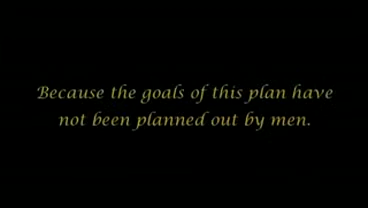 Because the goals of this plan have
not been planned out by men.